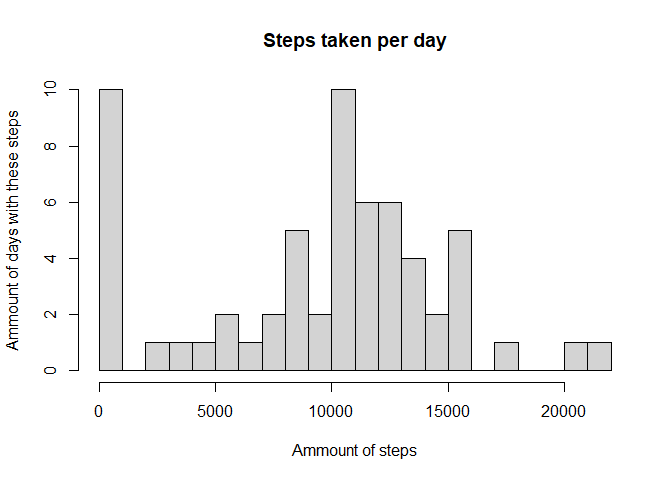 Steps taken per day
Ammount of days with these steps
10
8
6
4
2
0
0 5000 10000 15000 20000
Ammount of steps